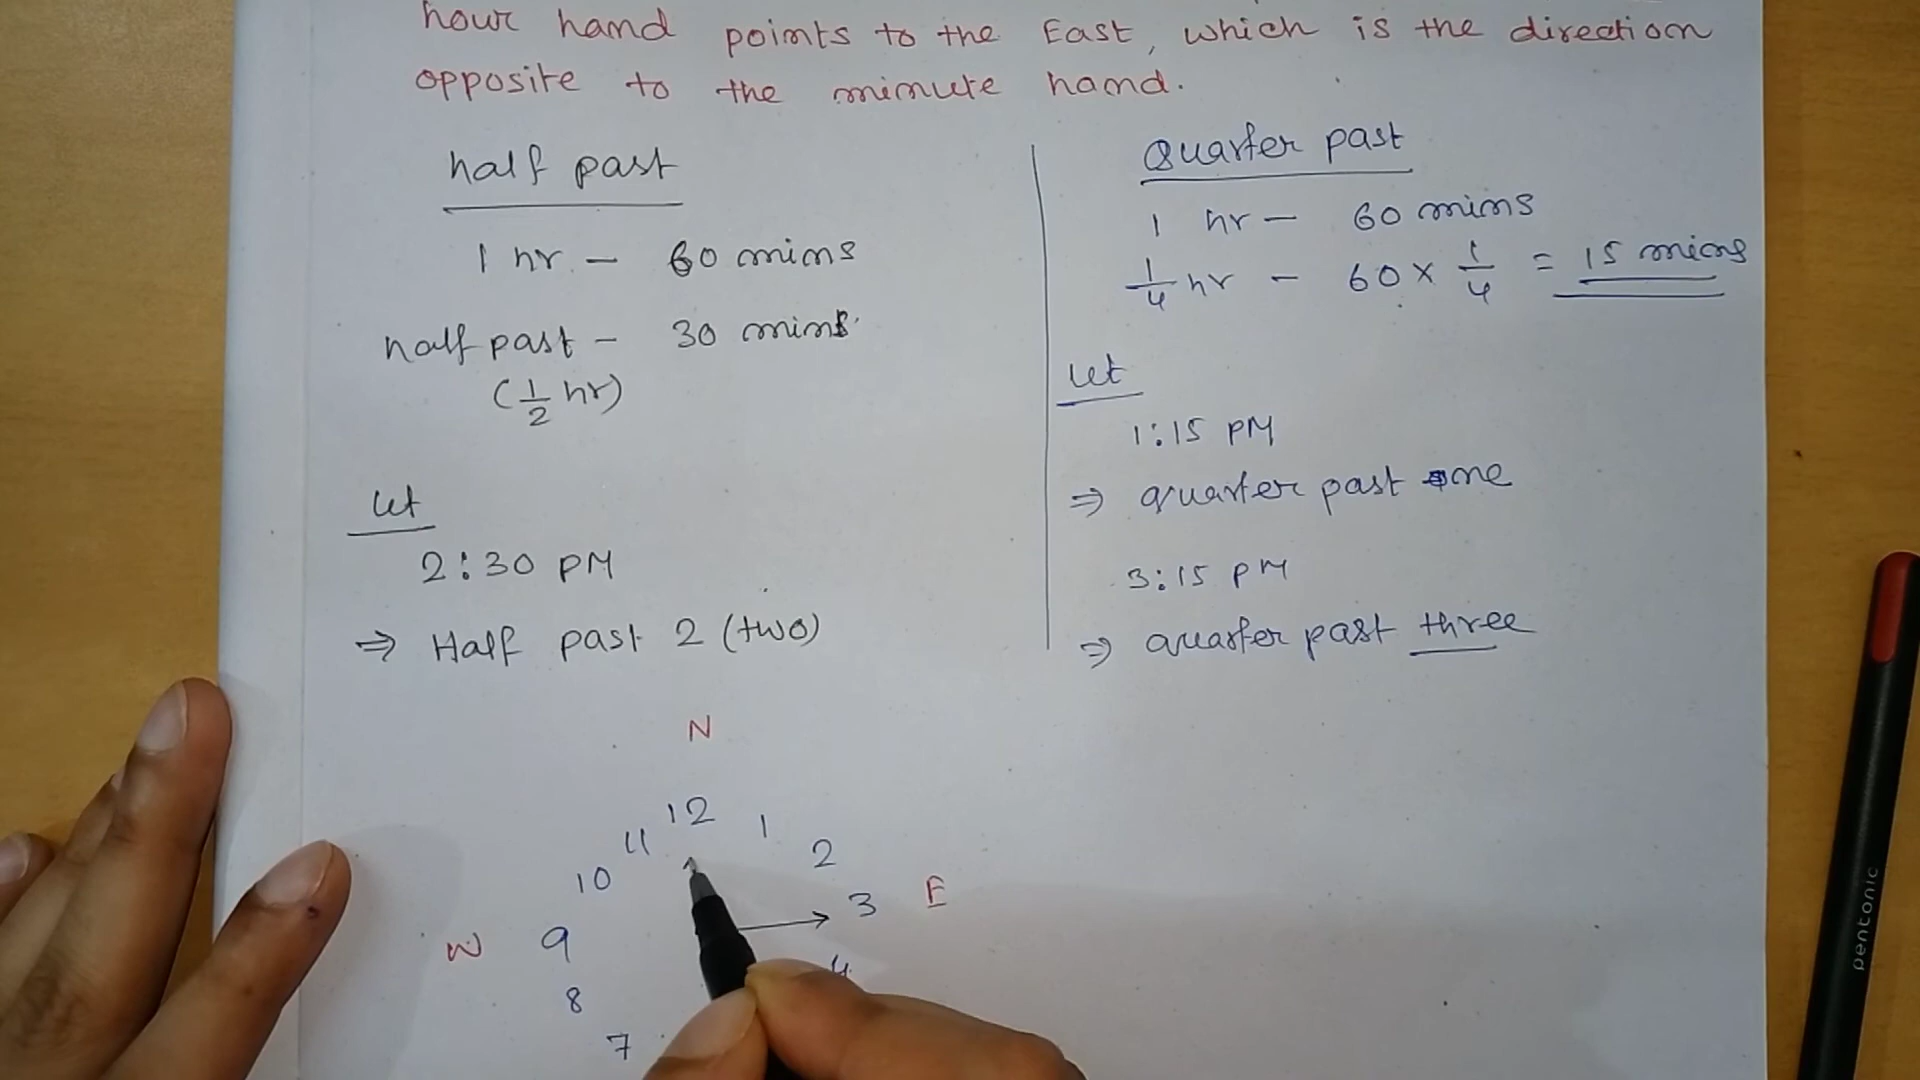 hour hand points to the East, which is the direction
opposite to the minute hand.
half past
1 hr. - 60 mins
half past - 30 mins
(1/2 hr)
Let
2:30 PM
⇒ Half past 2 (two)
Quarter past
1 hr - 60 mins
1/4 hr - 60 × 1/4 = 15 mins
Let
1:15 PM
⇒ quarter past one
3:15 PM
⇒ quarter past three
N
12
11 1
10 2
9 3
W E
8 4
7
pentonic